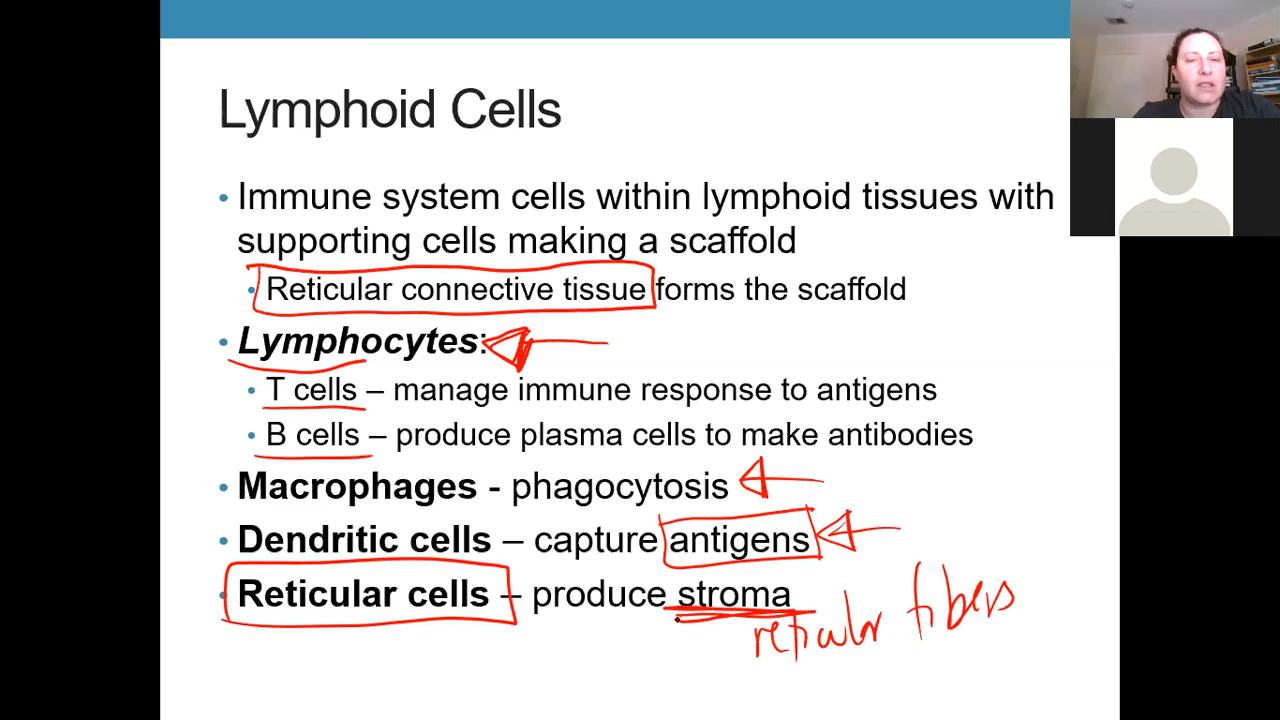 Lymphoid Cells
• Immune system cells within lymphoid tissues with
supporting cells making a scaffold
• Reticular connective tissue forms the scaffold
• Lymphocytes:
• T cells – manage immune response to antigens
• B cells – produce plasma cells to make antibodies
• Macrophages - phagocytosis
• Dendritic cells – capture antigens
• Reticular cells – produce stroma
reticular fibers